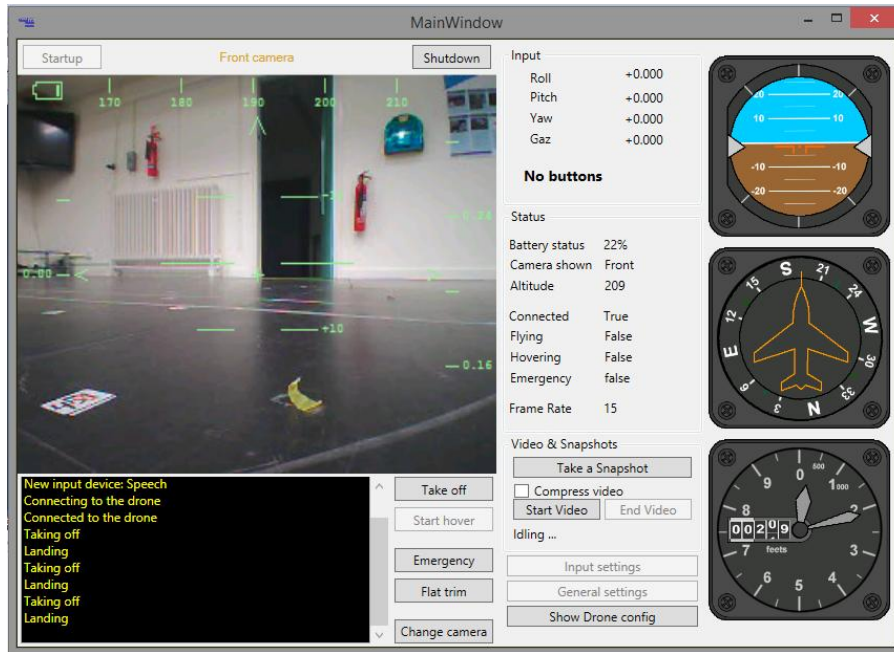 MainWindow
Startup
Front camera
Shutdown
170 180 190 200 210
0.00
+10
-0.16
New input device: Speech
Connecting to the drone
Connected to the drone
Taking off
Landing
Taking off
Landing
Taking off
Landing
Take off
Start hover
Emergency
Flat trim
Change camera
Input
Roll +0.000
Pitch +0.000
Yaw +0.000
Gaz +0.000
No buttons
Status
Battery status 22%
Camera shown Front
Altitude 209
Connected True
Flying False
Hovering False
Emergency false
Frame Rate 15
Video & Snapshots
Take a Snapshot
Compress video
Start Video End Video
Idling ...
Input settings
General settings
Show Drone config
20 20
10 10
-10 -10
-20 -20
S 21 24 W 30 33 N 3 6 E 12 15
0 500
1 000
2
3
4
5
6
7
8
9
00209
feets